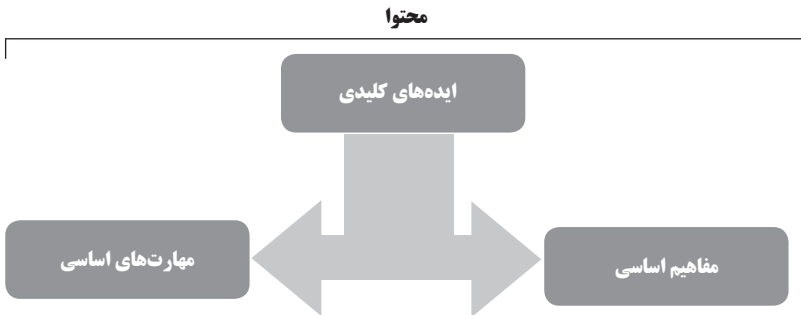 محتوا
ایده‌های کلیدی
مفاهیم اساسی
مهارت‌های اساسی